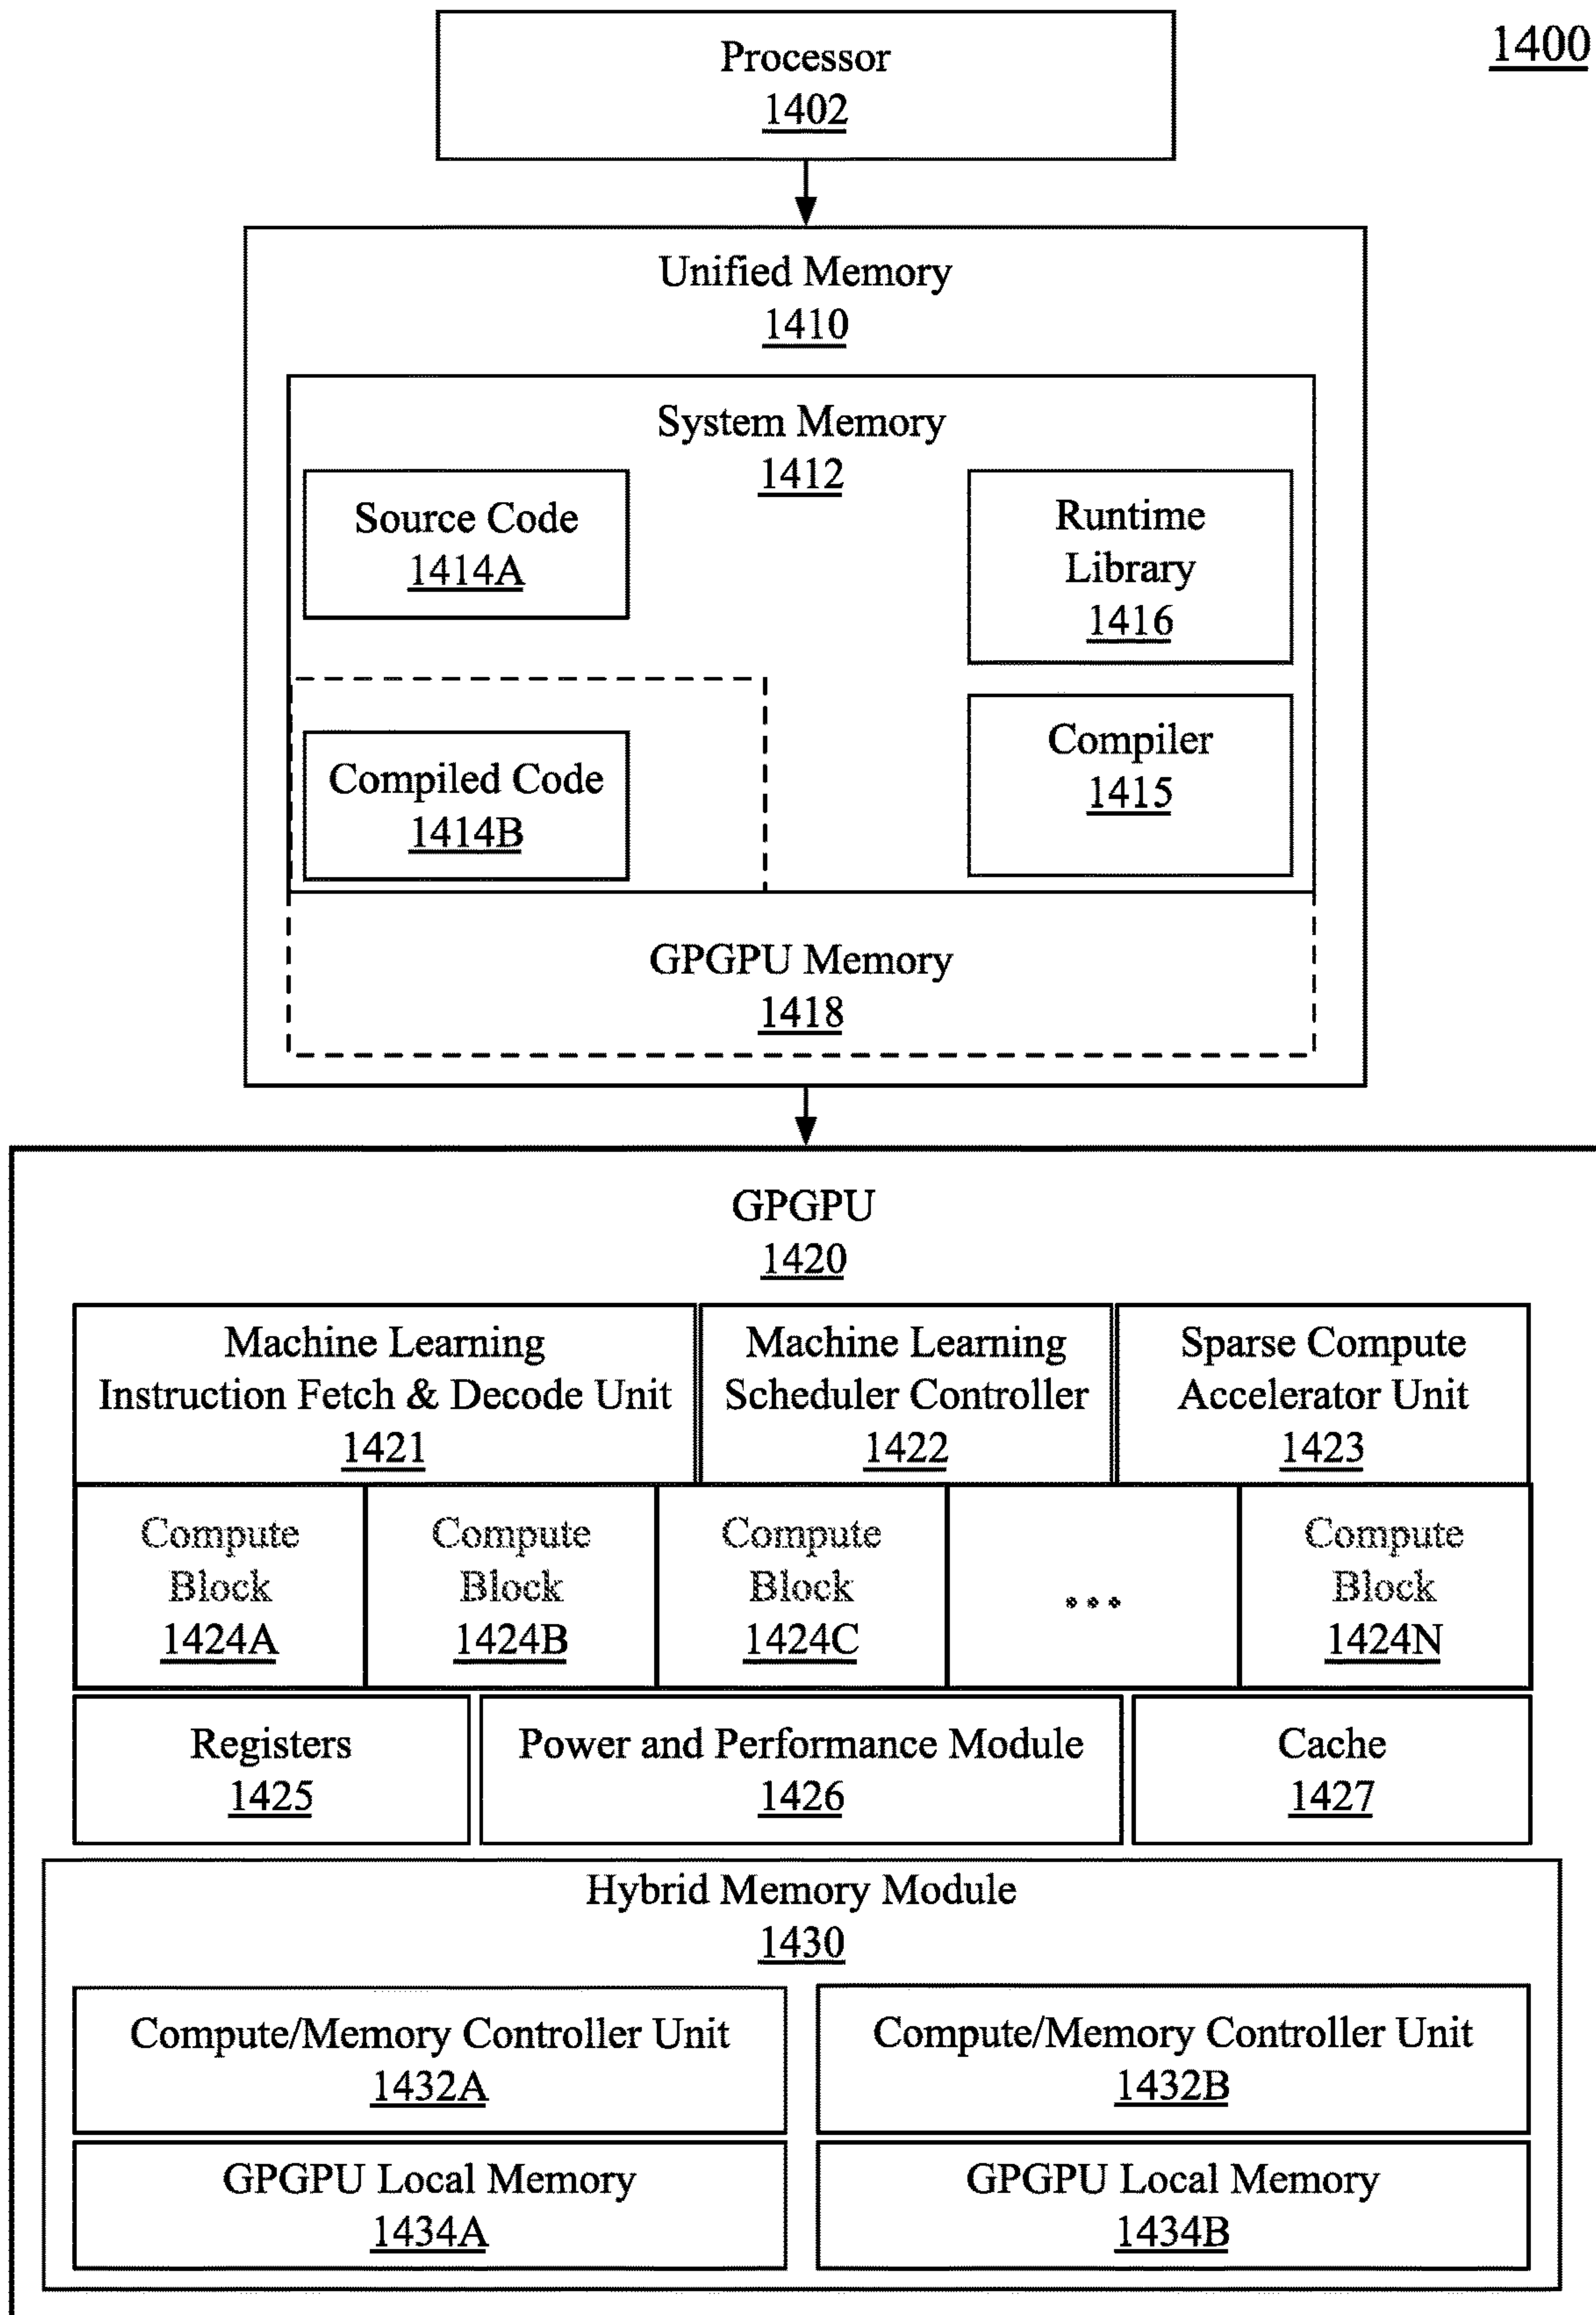 1400
Processor
1402
Unified Memory
1410
System Memory
1412
Source Code
1414A
Runtime
Library
1416
Compiled Code
1414B
Compiler
1415
GPGPU Memory
1418
GPGPU
1420
Machine Learning
Instruction Fetch & Decode Unit
1421
Machine Learning
Scheduler Controller
1422
Sparse Compute
Accelerator Unit
1423
Compute
Block
1424A
Compute
Block
1424B
Compute
Block
1424C
...
Compute
Block
1424N
Registers
1425
Power and Performance Module
1426
Cache
1427
Hybrid Memory Module
1430
Compute/Memory Controller Unit
1432A
Compute/Memory Controller Unit
1432B
GPGPU Local Memory
1434A
GPGPU Local Memory
1434B